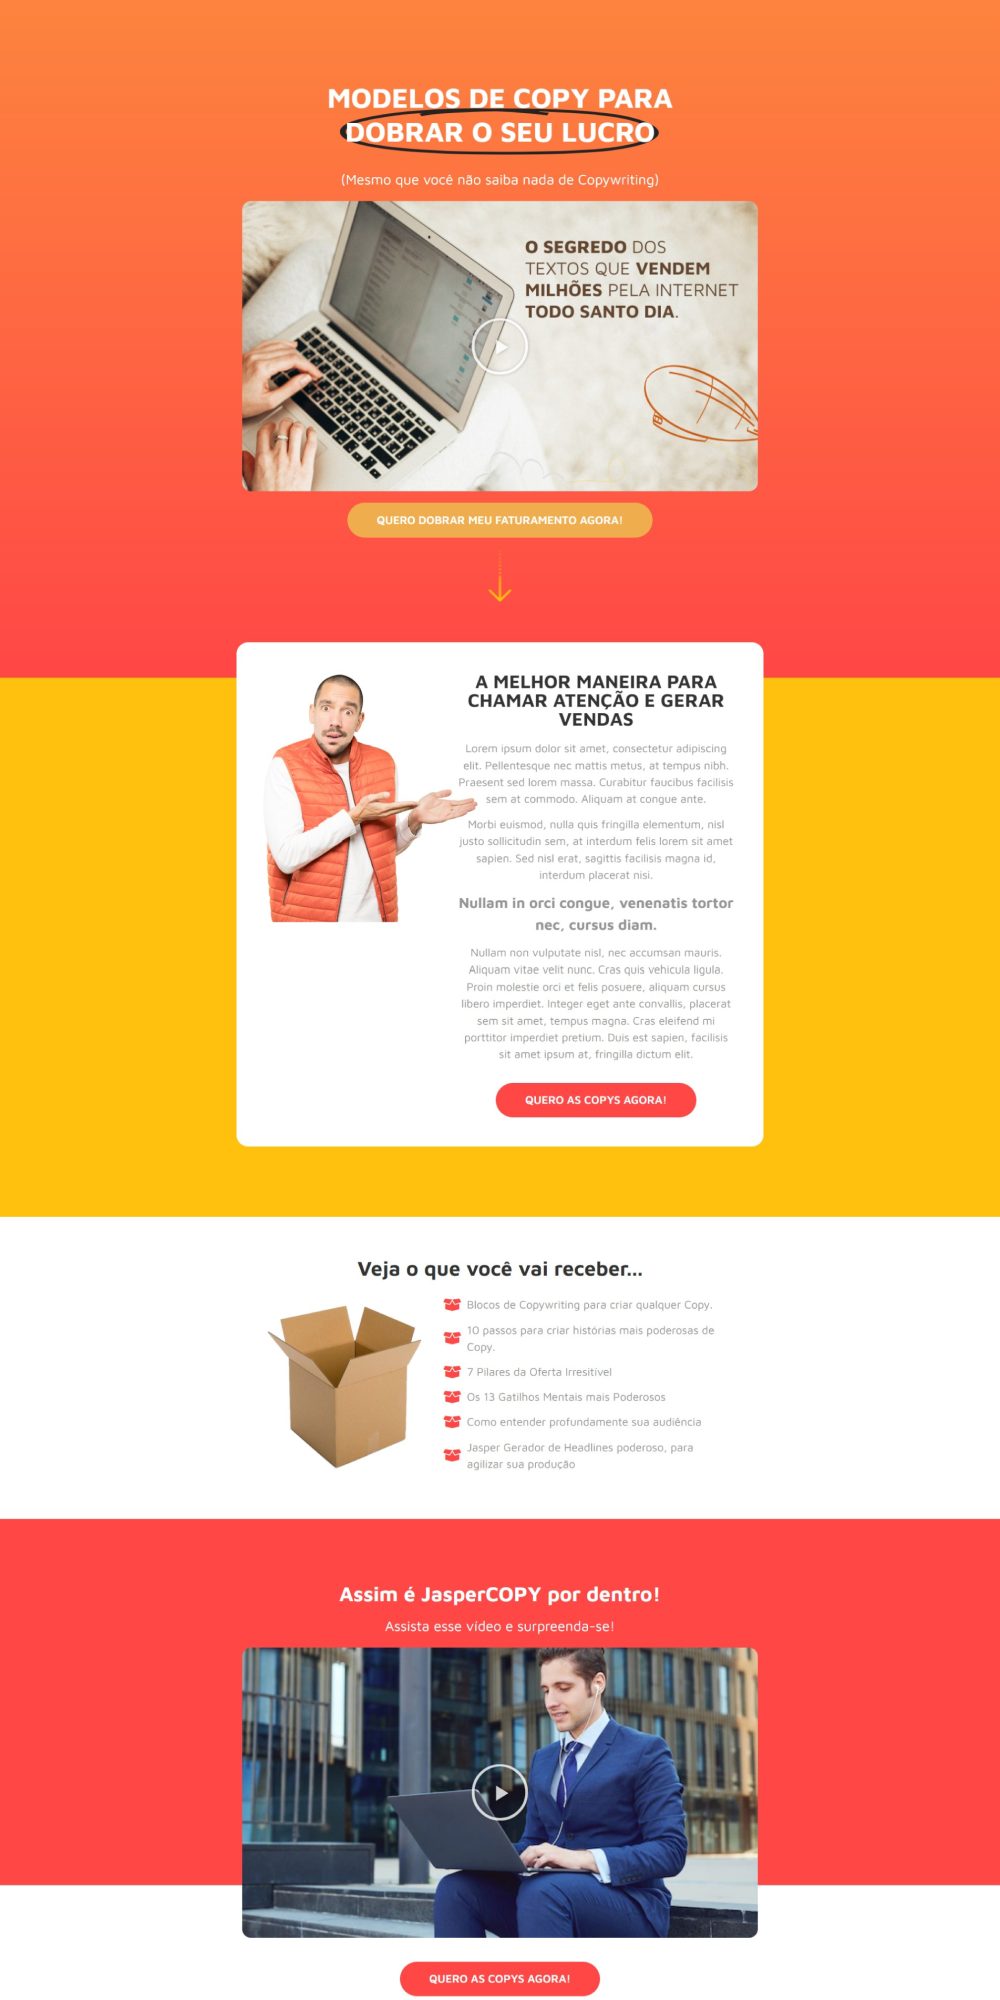 MODELOS DE COPY PARA
DOBRAR O SEU LUCRO
(Mesmo que você não saiba nada de Copywriting)
O SEGREDO DOS
TEXTOS QUE VENDEM
MILHÕES PELA INTERNET
TODO SANTO DIA.
QUERO DOBRAR MEU FATURAMENTO AGORA!
A MELHOR MANEIRA PARA
CHAMAR ATENÇÃO E GERAR
VENDAS
Lorem ipsum dolor sit amet, consectetur adipiscing
elit. Pellentesque nec mattis metus, at tempus nibh.
Praesent sed lorem massa. Curabitur faucibus facilisis
sem at commodo. Aliquam at congue ante.
Morbi euismod, nulla quis fringilla elementum, nisl
justo sollicitudin sem, at interdum felis lorem sit amet
sapien. Sed nisl erat, sagittis facilisis magna id,
interdum placerat nisi.
Nullam in orci congue, venenatis tortor
nec, cursus diam.
Nullam non vulputate nisl, nec accumsan mauris.
Aliquam vitae velit nunc. Cras quis vehicula ligula.
Proin molestie orci et felis posuere, aliquam cursus
libero imperdiet. Integer eget ante convallis, placerat
sem sit amet, tempus magna. Cras eleifend mi
porttitor imperdiet pretium. Duis est sapien, facilisis
sit amet ipsum at, fringilla dictum elit.
QUERO AS COPYS AGORA!
Veja o que você vai receber...
Blocos de Copywriting para criar qualquer Copy.
10 passos para criar histórias mais poderosas de
Copy.
7 Pilares da Oferta Irresitível
Os 13 Gatilhos Mentais mais Poderosos
Como entender profundamente sua audiência
Jasper Gerador de Headlines poderoso, para
agilizar sua produção
Assim é JasperCOPY por dentro!
Assista esse vídeo e surpreenda-se!
QUERO AS COPYS AGORA!